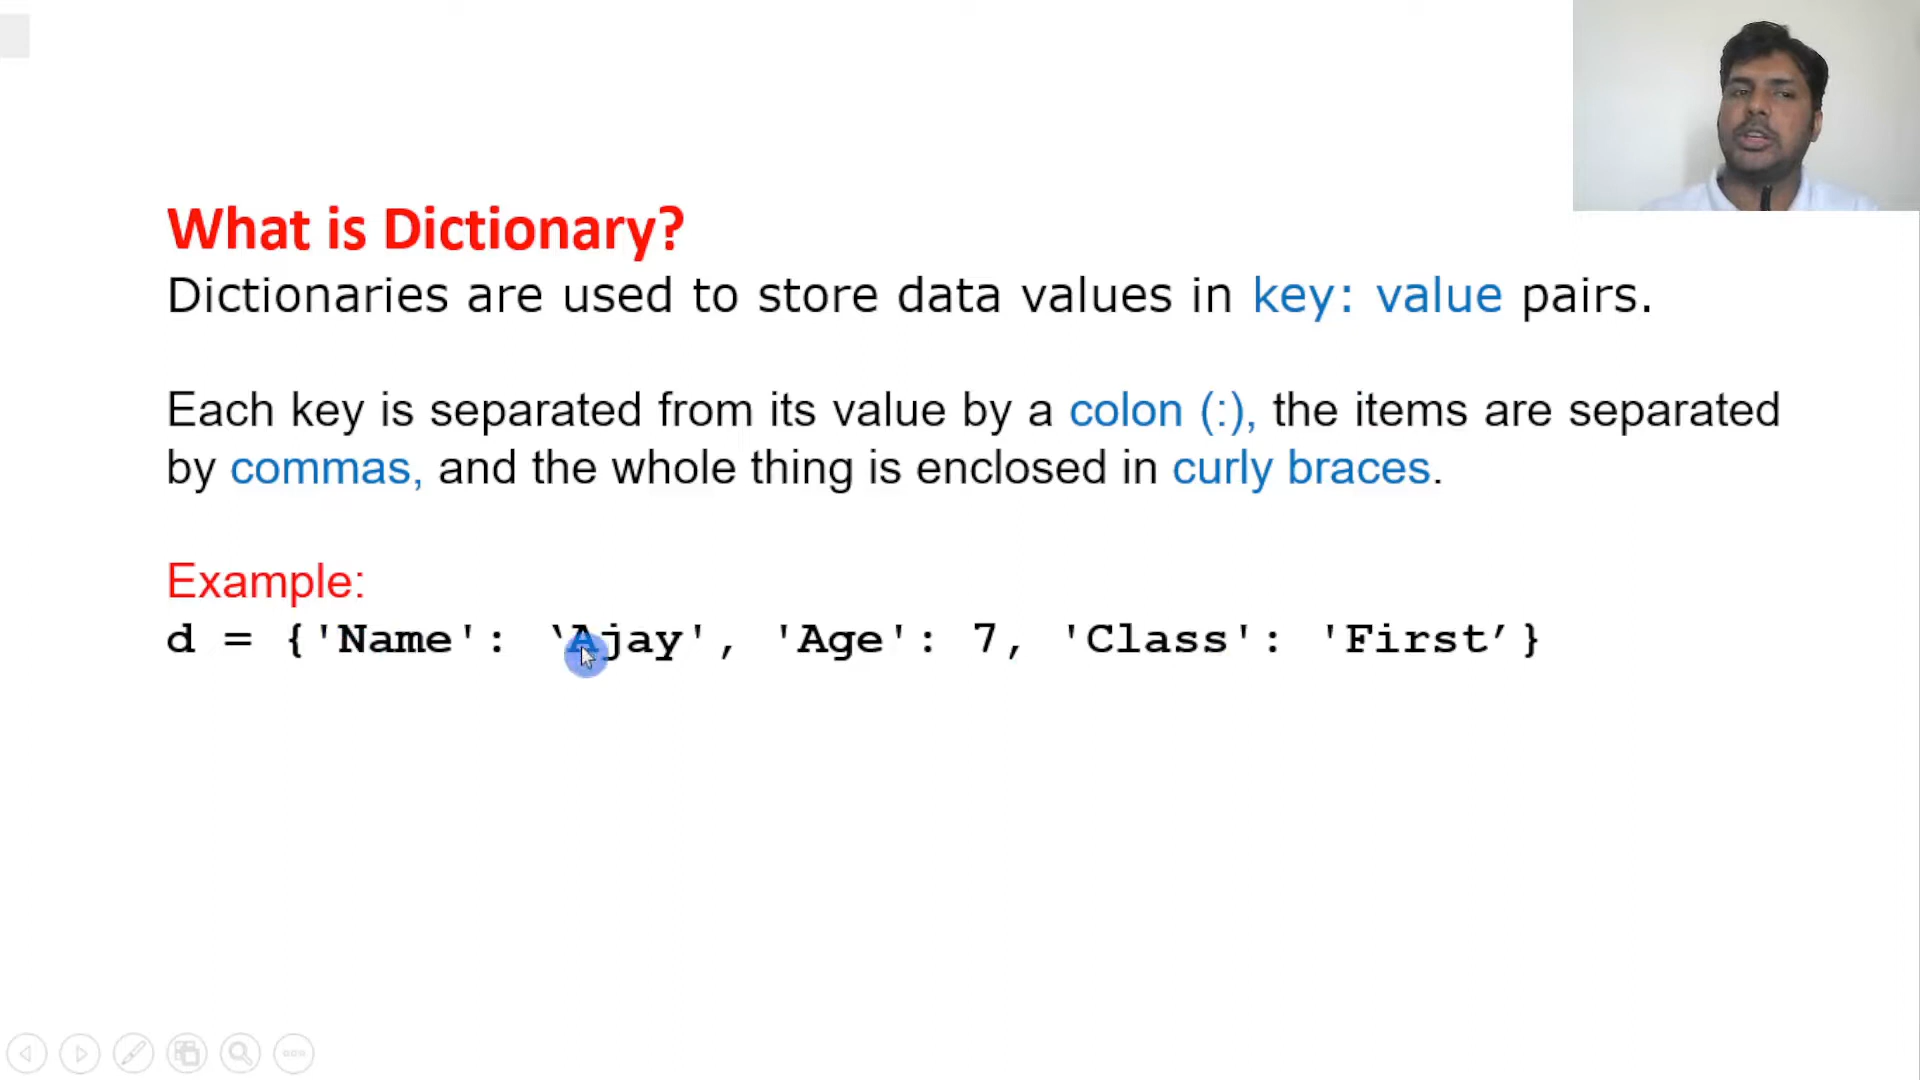 What is Dictionary?
Dictionaries are used to store data values in key: value pairs.
Each key is separated from its value by a colon (:), the items are separated
by commas, and the whole thing is enclosed in curly braces.
Example:
d = {'Name': ‘Ajay', 'Age': 7, 'Class': 'First’}